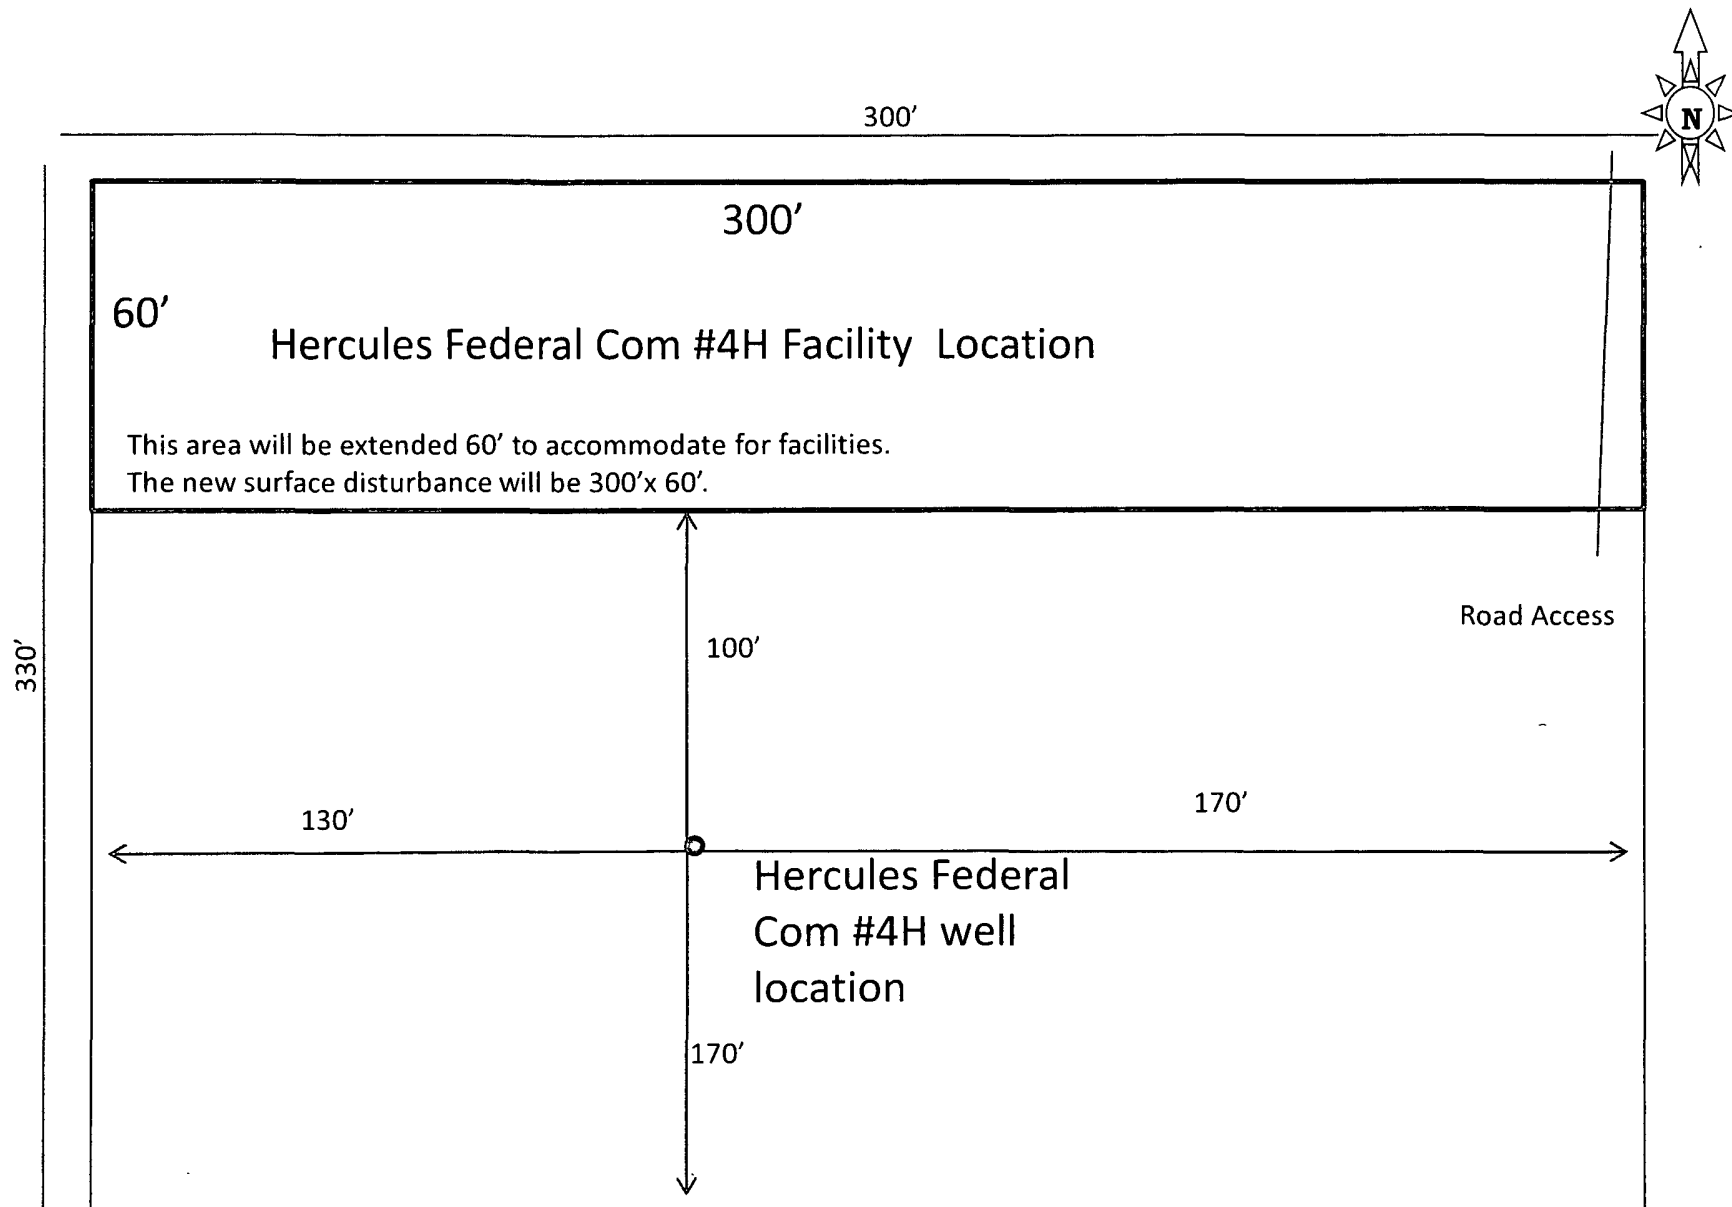 300'
N
300'
60'
Hercules Federal Com #4H Facility Location
This area will be extended 60' to accommodate for facilities.
The new surface disturbance will be 300'x 60'.
Road Access
100'
330'
130'
170'
Hercules Federal
Com #4H well
location
170'